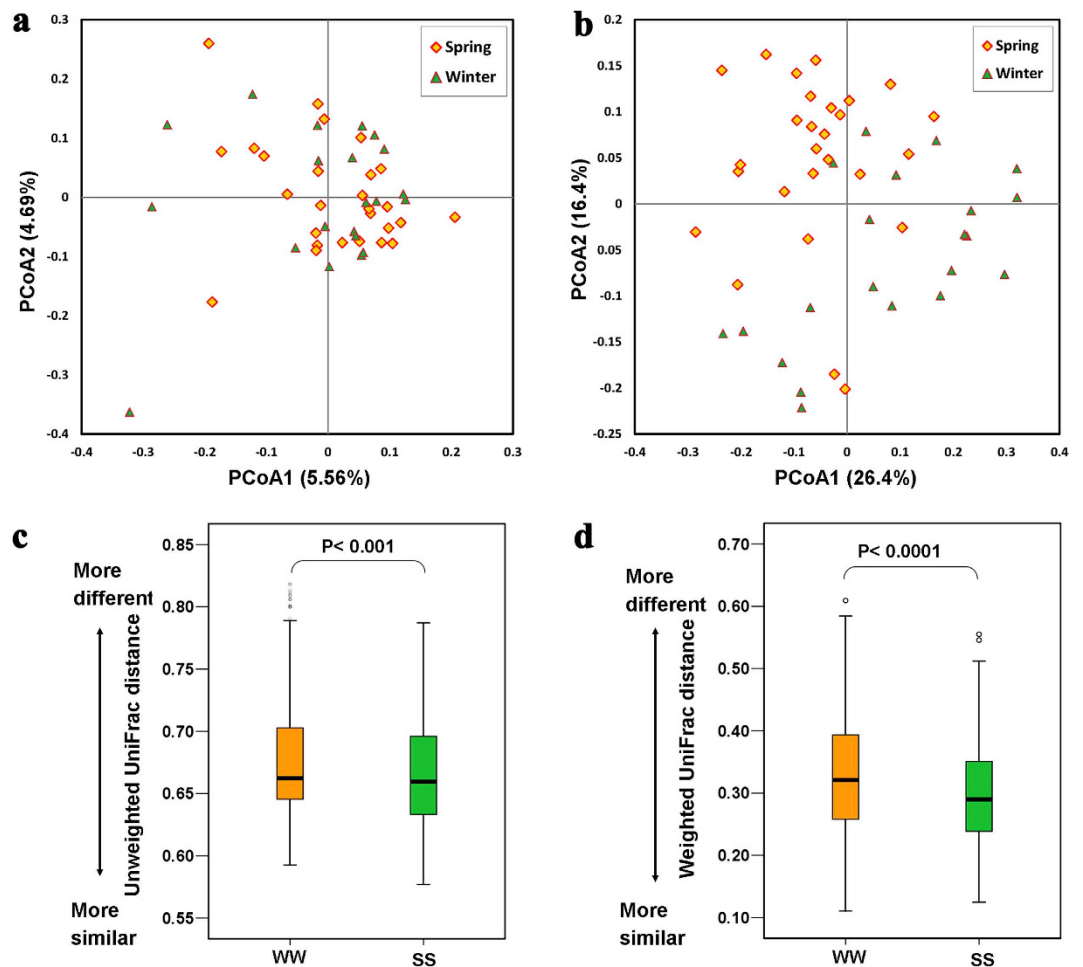 a
0.3
0.2
0.1
0
-0.1
-0.2
-0.3
-0.4
PCoA2 (4.69%)
Spring
Winter
-0.4
-0.3
-0.2
-0.1
0
0.1
0.2
0.3
PCoA1 (5.56%)
b
0.2
0.15
0.1
0.05
0
0.05
-0.1
-0.15
-0.2
-0.25
PCoA2 (16.4%)
Spring
Winter
-0.4
-0.3
-0.2
-0.1
0
0.1
0.2
0.3
0.4
PCoA1 (26.4%)
c
More
different
More
similar
Unweighted UniFrac distance
0.85
0.80
0.70
0.65
0.60
0.55
P< 0.001
WW
SS
d
More
different
More
similar
Weighted UniFrac distance
0.70
0.60
0.50
0.40
0.30
0.20
0.10
P< 0.0001
WW
SS